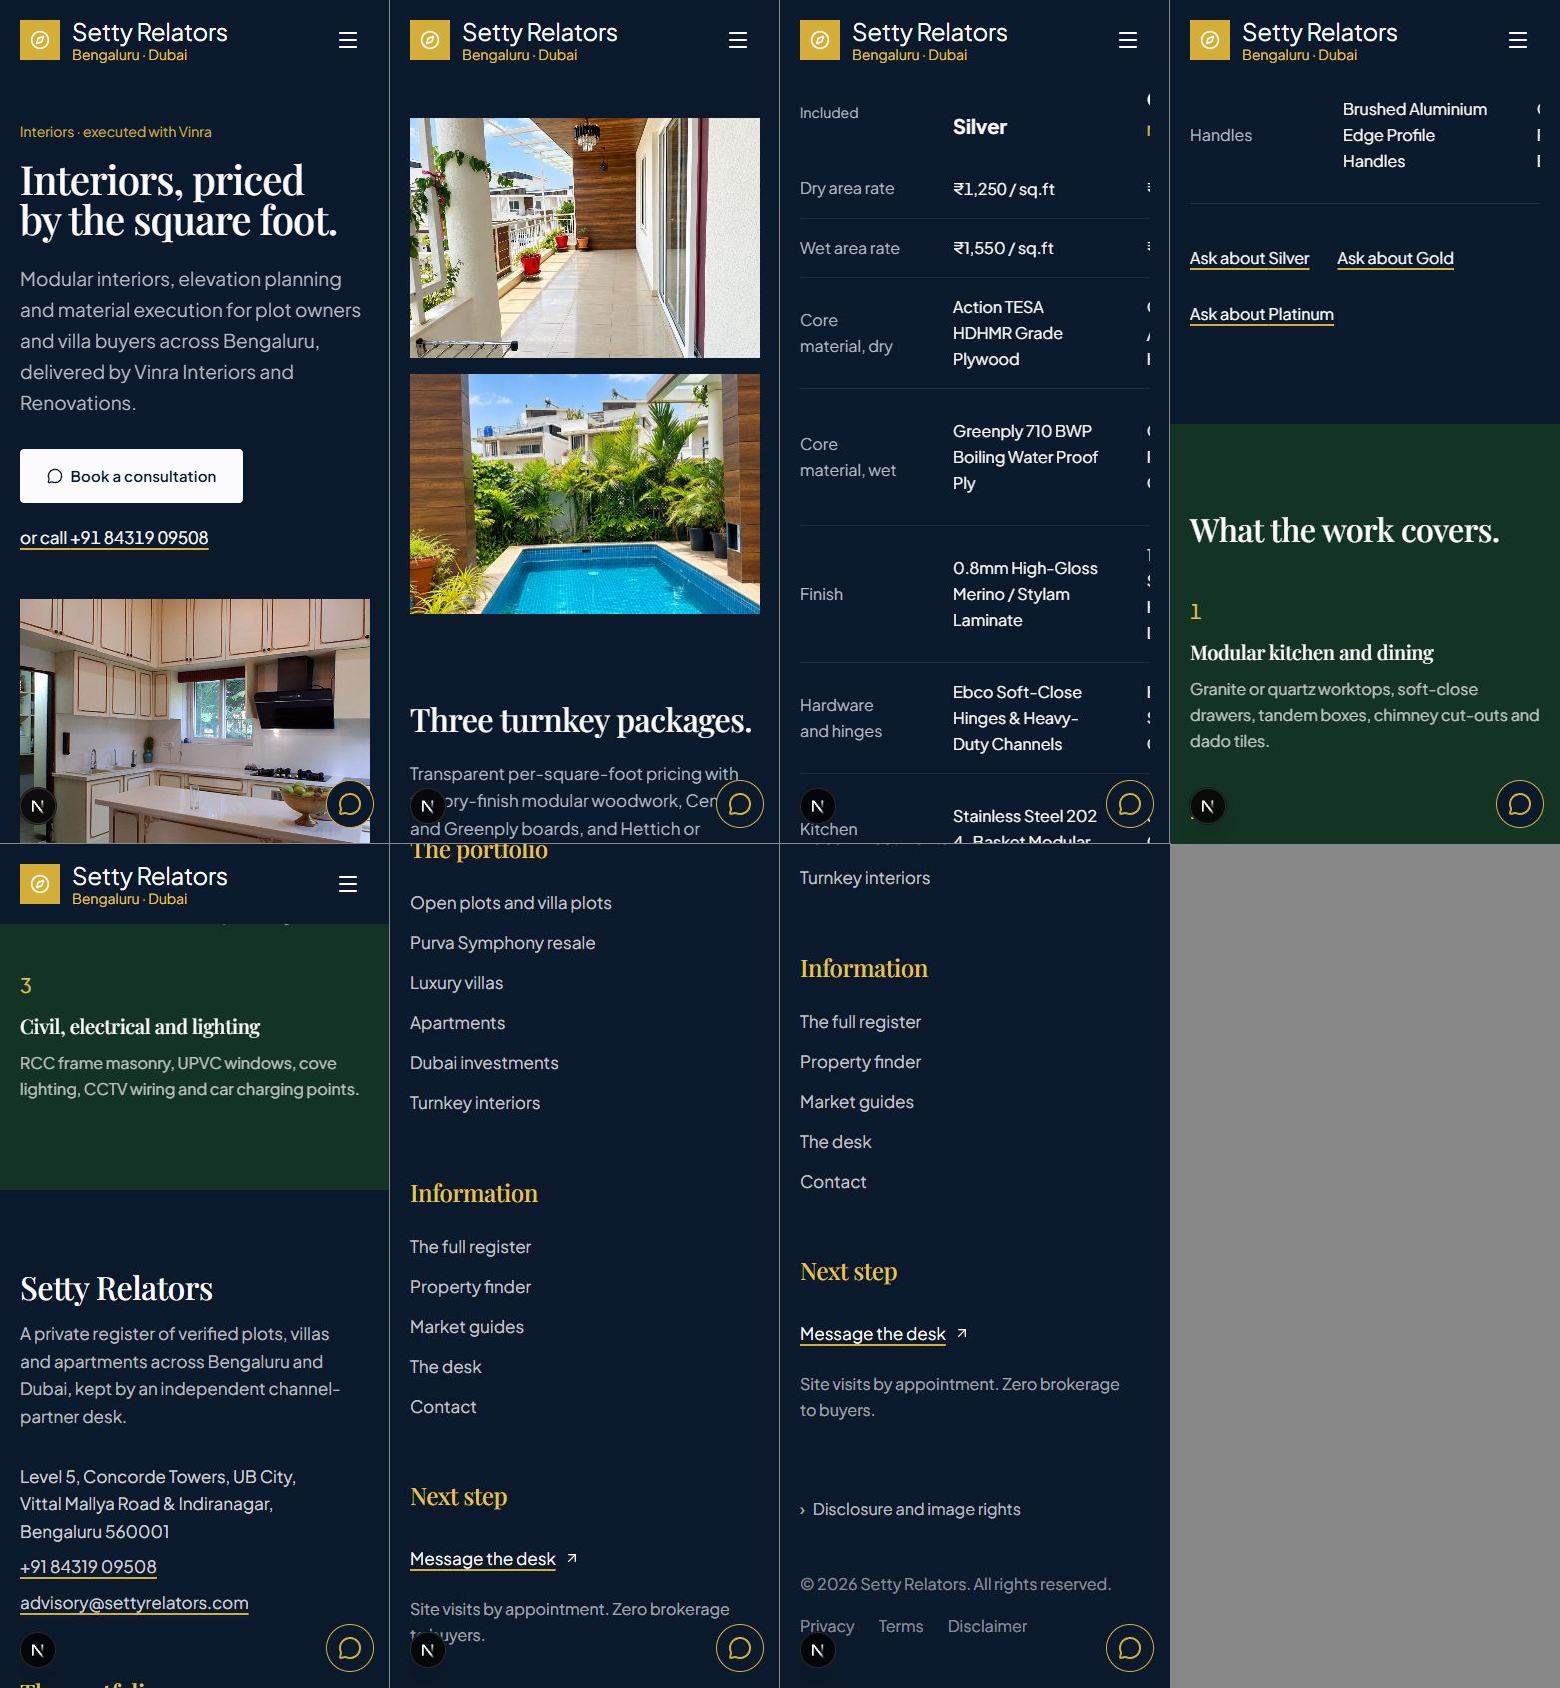 Setty Relators
Bengaluru · Dubai
Interiors · executed with Vinra
Interiors, priced
by the square foot.
Modular interiors, elevation planning
and material execution for plot owners
and villa buyers across Bengaluru,
delivered by Vinra Interiors and
Renovations.
Book a consultation
or call +91 84319 09508
N
Setty Relators
Bengaluru · Dubai
Three turnkey packages.
Transparent per-square-foot pricing with
modular woodwork,
and Greenply boards, and Hettich or
N
Setty Relators
Bengaluru · Dubai
Included
Silver
Dry area rate
₹1,250 / sq.ft
Wet area rate
₹1,550 / sq.ft
Core
material, dry
Action TESA
HDHMR Grade
Plywood
Core
material, wet
Greenply 710 BWP
Boiling Water Proof
Ply
Finish
0.8mm High-Gloss
Merino / Stylam
Laminate
Hardware
and hinges
Ebco Soft-Close
Hinges & Heavy-
Duty Channels
Kitchen
Stainless Steel 202
4-Basket Modular
N
Setty Relators
Bengaluru · Dubai
Handles
Brushed Aluminium
Edge Profile
Handles
Ask about Silver
Ask about Gold
Ask about Platinum
What the work covers.
1
Modular kitchen and dining
Granite or quartz worktops, soft-close
drawers, tandem boxes, chimney cut-outs and
dado tiles.
N
Setty Relators
Bengaluru · Dubai
3
Civil, electrical and lighting
RCC frame masonry, UPVC windows, cove
lighting, CCTV wiring and car charging points.
Setty Relators
A private register of verified plots, villas
and apartments across Bengaluru and
Dubai, kept by an independent channel-
partner desk.
Level 5, Concorde Towers, UB City,
Vittal Mallya Road & Indiranagar,
Bengaluru 560001
+91 84319 09508
advisory@settyrelators.com
N
The portfolio
The portfolio
Open plots and villa plots
Purva Symphony resale
Luxury villas
Apartments
Dubai investments
Turnkey interiors
Information
The full register
Property finder
Market guides
The desk
Contact
Next step
Message the desk
Site visits by appointment. Zero brokerage
to buyers.
N
Turnkey interiors
Information
The full register
Property finder
Market guides
The desk
Contact
Next step
Message the desk
Site visits by appointment. Zero brokerage
to buyers.
› Disclosure and image rights
© 2026 Setty Relators. All rights reserved.
Privacy
Terms
Disclaimer
N